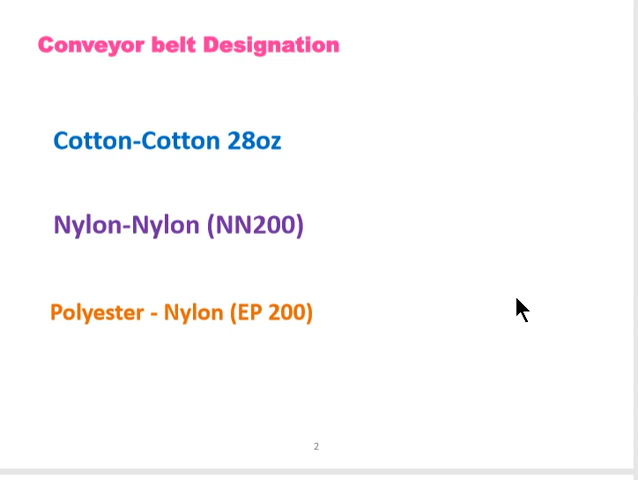 Conveyor belt Designation
Cotton-Cotton 28oz
Nylon-Nylon (NN200)
Polyester - Nylon (EP 200)
2